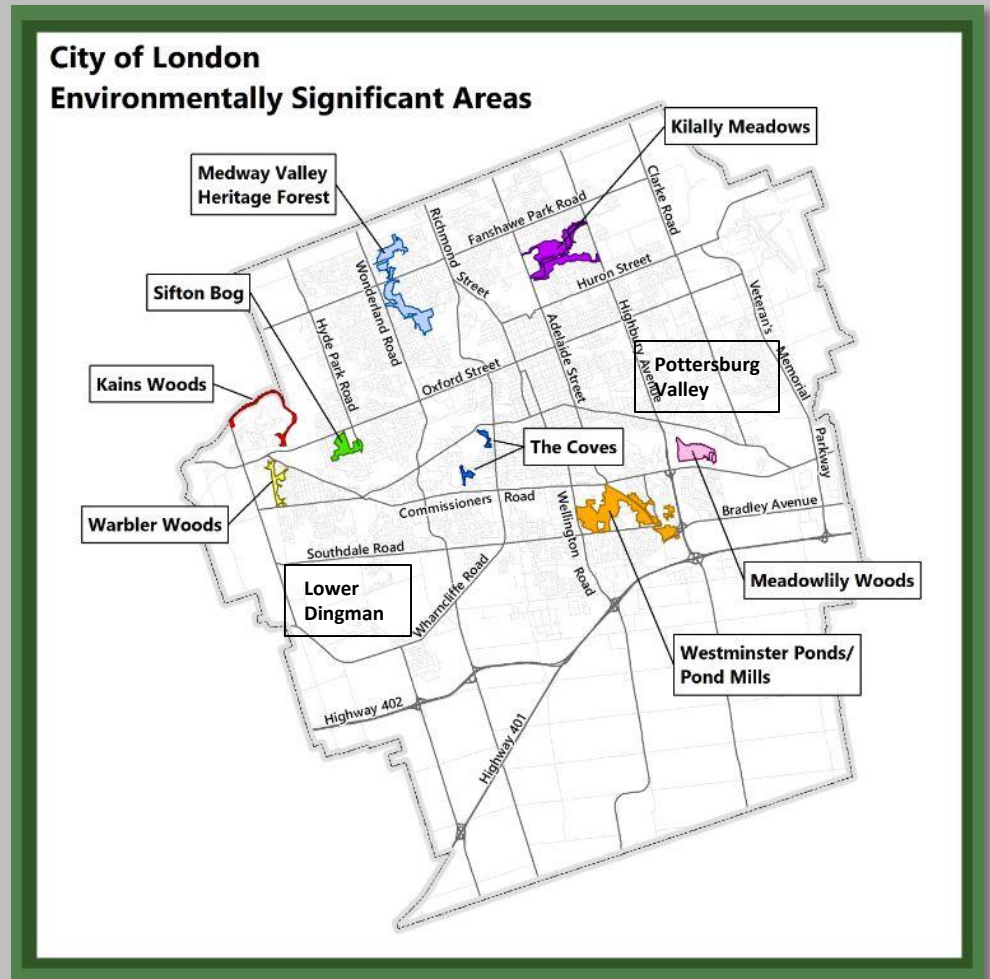 City of London
Environmentally Significant Areas
Kilally Meadows
Medway Valley
Heritage Forest
Clarke Road
Richmond
Street
Fanshawe Park Road
Wonderland Road
Huron Street
Sifton Bog
Hyde Park Road
Veteran's Memorial
Parkway
Adelaide Street
Highbury Avenue
Pottersburg
Valley
Oxford Street
Kains Woods
The Coves
Commissioners Road
Warbler Woods
Wellington
Road
Bradley Avenue
Southdale Road
Meadowlily Woods
Lower
Dingman
Wharncliffe Road
Westminster Ponds/
Pond Mills
Highway 402
Highway 401